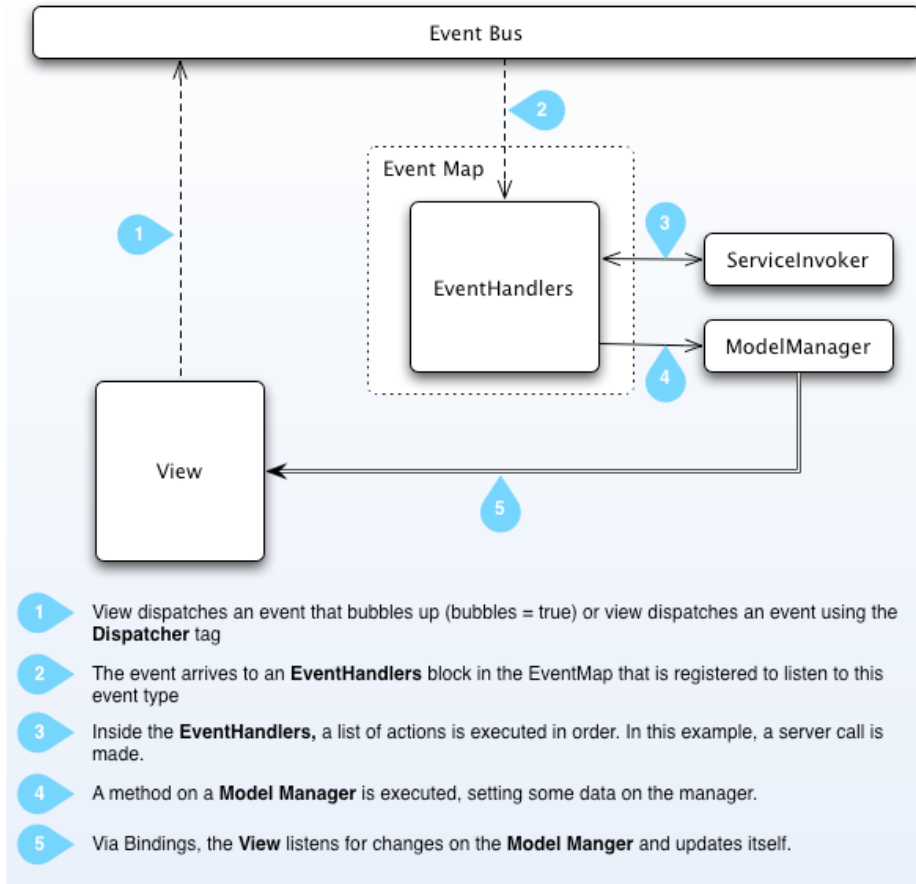 Event Bus
2
Event Map
1
3
ServiceInvoker
EventHandlers
ModelManager
4
View
5
1 View dispatches an event that bubbles up (bubbles = true) or view dispatches an event using the
Dispatcher tag
2 The event arrives to an EventHandlers block in the EventMap that is registered to listen to this
event type
3 Inside the EventHandlers, a list of actions is executed in order. In this example, a server call is
made.
4 A method on a Model Manager is executed, setting some data on the manager.
5 Via Bindings, the View listens for changes on the Model Manger and updates itself.